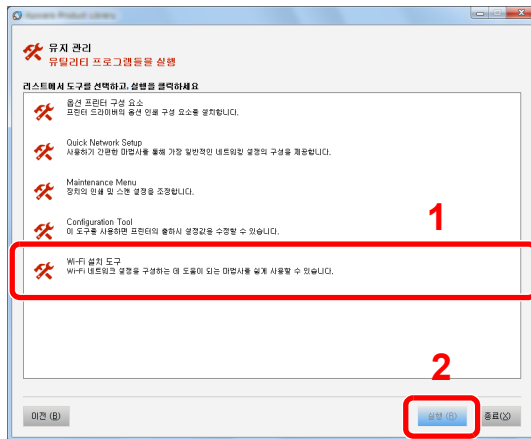 Product Library
유지 관리
유틸리티 프로그램들을 실행
리스트에서 도구를 선택하고, 실행을 클릭하세요
옵션 프린터 구성 요소
프린터 드라이버의 옵션 인쇄 구성 요소를 설치합니다.
Quick Network Setup
사용하기 간편한 마법사를 통해 가장 일반적인 네트워킹 설정의 구성을 제공합니다.
Maintenance Menu
장치의 인쇄 및 스캔 설정을 조정합니다.
Configuration Tool
이 도구를 사용하면 프린터의 출하시 설정값을 수정할 수 있습니다.
1
Wi-Fi 설치 도구
Wi-Fi 네트워크 설정을 구성하는 데 도움이 되는 마법사를 쉽게 사용할 수 있습니다.
2
이전 (B)
실행 (R)
종료(X)